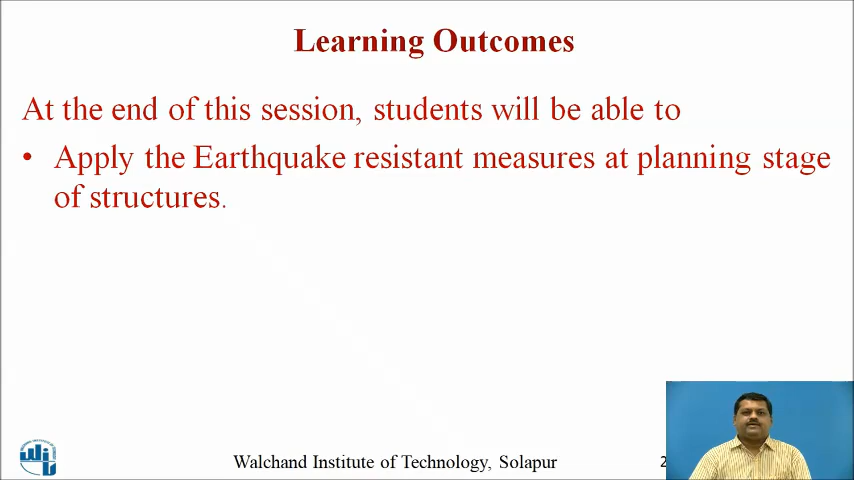 Learning Outcomes
At the end of this session, students will be able to
• Apply the Earthquake resistant measures at planning stage
of structures.
Walchand Institute of Technology, Solapur
2